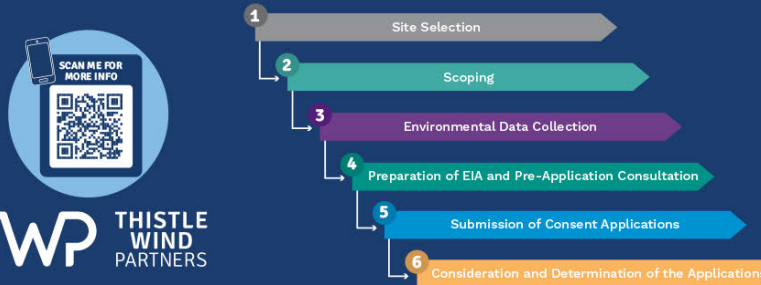 SCAN ME FOR
MORE INFO
WP
THISTLE
WIND
PARTNERS
1
Site Selection
2
Scoping
3
Environmental Data Collection
4
Preparation of EIA and Pre-Application Consultation
5
Submission of Consent Applications
6
Consideration and Determination of the Applications